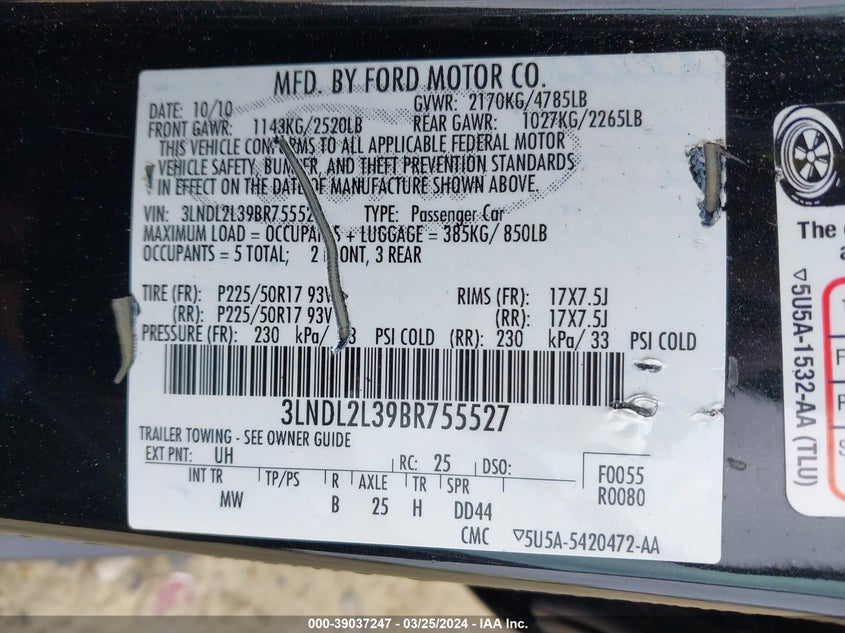 MFD. BY FORD MOTOR CO.
DATE: 10/10 GVWR: 2170KG/4785LB
FRONT GAWR: 1143KG/2520LB REAR GAWR: 1027KG/2265LB
THIS VEHICLE CONFORMS TO ALL APPLICABLE FEDERAL MOTOR
VEHICLE SAFETY, BUMPER, AND THEFT PREVENTION STANDARDS
IN EFFECT ON THE DATE OF MANUFACTURE SHOWN ABOVE.
VIN: 3LNDL2L39BR755527 TYPE: Passenger Car
MAXIMUM LOAD = OCCUPANTS + LUGGAGE = 385KG/ 850LB
OCCUPANTS = 5 TOTAL; 2 FRONT, 3 REAR
TIRE (FR): P225/50R17 93V RIMS (FR): 17X7.5J
(RR): P225/50R17 93V (RR): 17X7.5J
PRESSURE (FR): 230 kPa/ 33 PSI COLD (RR): 230 kPa/ 33 PSI COLD
3LNDL2L39BR755527
TRAILER TOWING - SEE OWNER GUIDE
EXT PNT: UH RC: 25 DSO: F0055
INT TR TP/PS R AXLE TR SPR R0080
MW B 25 H DD44
CMC ▽5U5A-5420472-AA
The
▽5U5A-1532-AA (TLU)
000-39037247 - 03/25/2024 - IAA Inc.